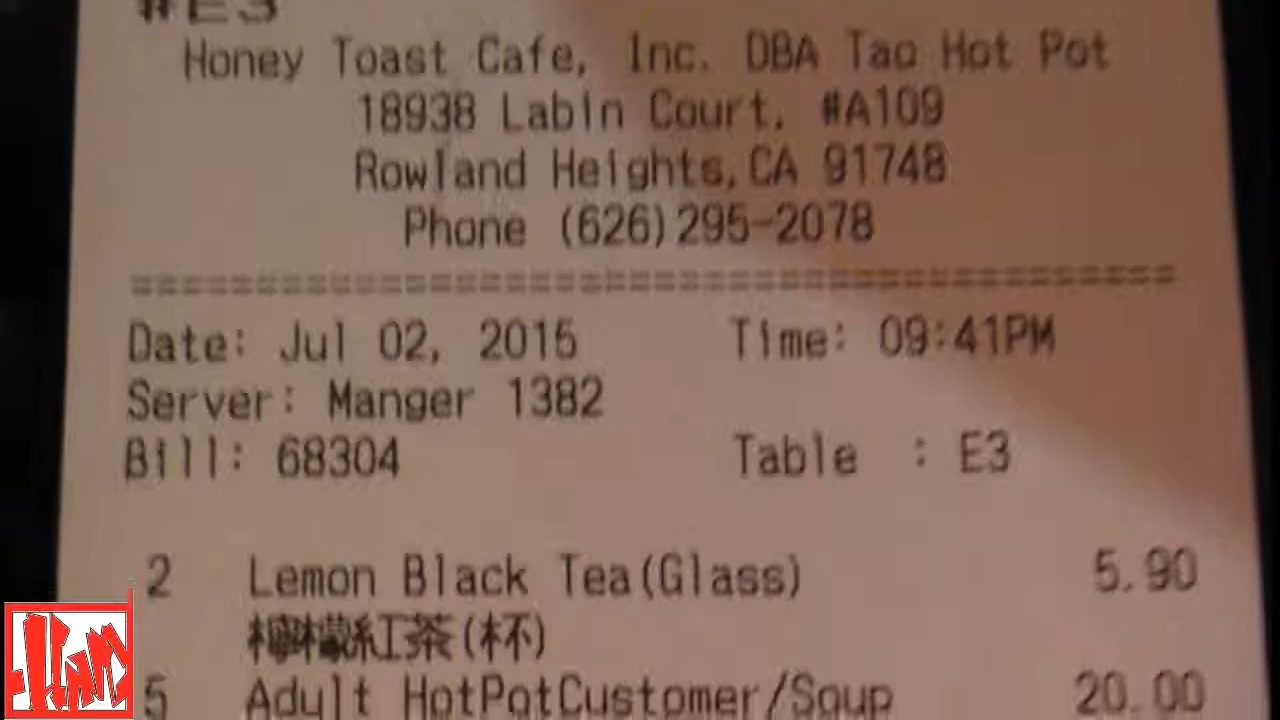 #E3
Honey Toast Cafe, Inc. DBA Tao Hot Pot
18938 Labin Court. #A109
Rowland Heights,CA 91748
Phone (626)295-2078
==========================================
Date: Jul 02, 2015 Time: 09:41PM
Server: Manger 1382
Bill: 68304 Table : E3
2 Lemon Black Tea(Glass) 5.90
檸檬紅茶(杯)
5 Adult HotPotCustomer/Soup 20.00